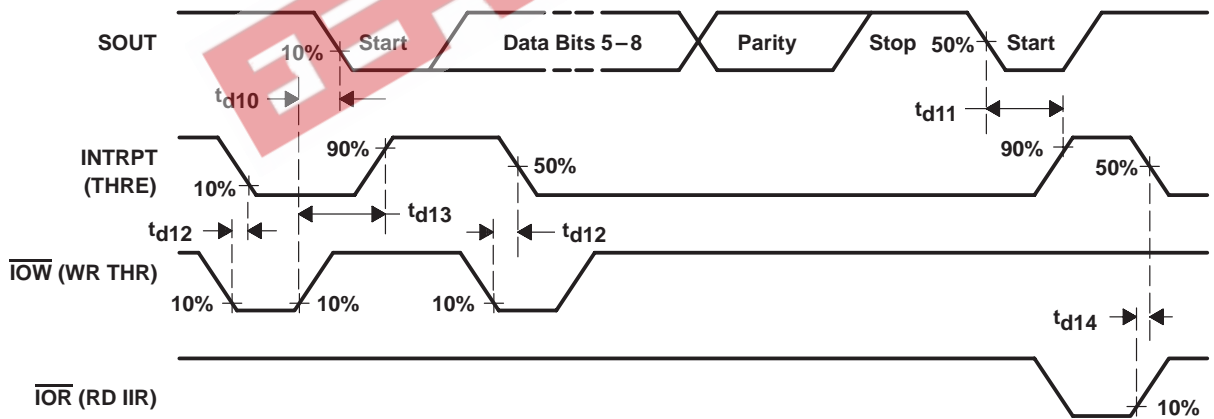 SOUT
10%
Start
Data Bits 5–8
Parity
Stop
50%
Start
td10
td11
INTRPT
(THRE)
10%
90%
50%
90%
50%
td12
td13
td12
IOW (WR THR)
10%
10%
10%
td14
IOR (RD IIR)
10%